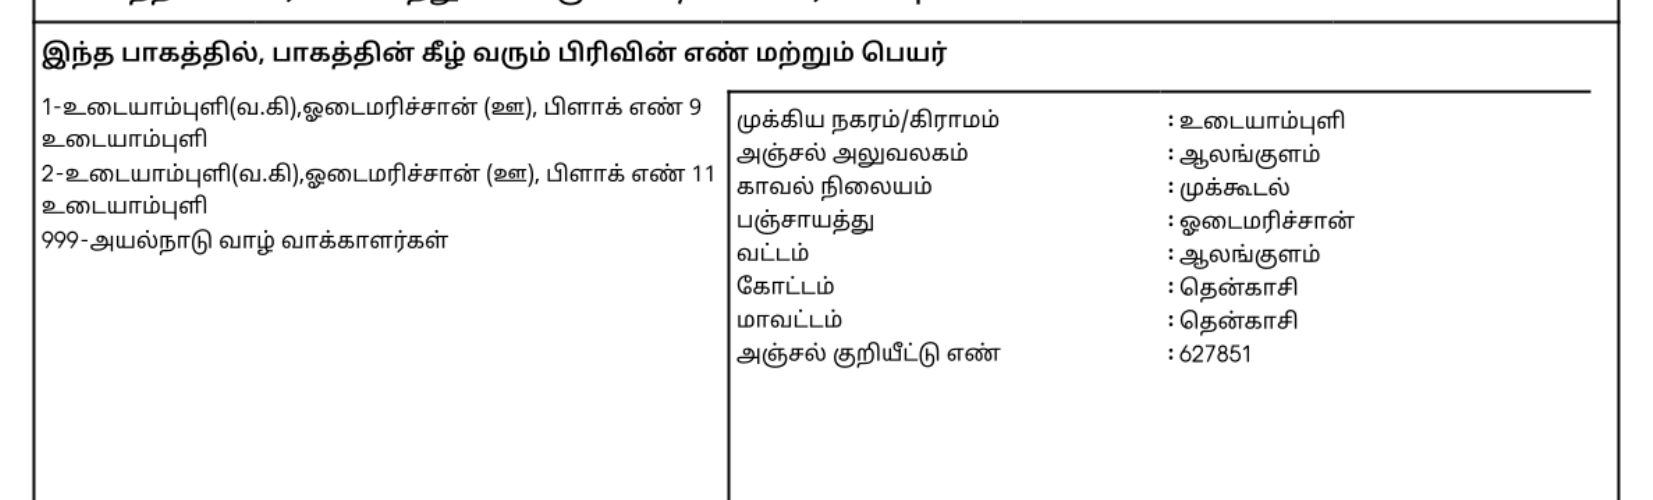 இந்த பாகத்தில், பாகத்தின் கீழ் வரும் பிரிவின் எண் மற்றும் பெயர்
1-உடையாம்புளி(வ.கி),ஓடைமரிச்சான் (ஊ), பிளாக் எண் 9
உடையாம்புளி
2-உடையாம்புளி(வ.கி),ஓடைமரிச்சான் (ஊ), பிளாக் எண் 11
உடையாம்புளி
999-அயல்நாடு வாழ் வாக்காளர்கள்
முக்கிய நகரம்/கிராமம் : உடையாம்புளி
அஞ்சல் அலுவலகம் : ஆலங்குளம்
காவல் நிலையம் : முக்கூடல்
பஞ்சாயத்து : ஓடைமரிச்சான்
வட்டம் : ஆலங்குளம்
கோட்டம் : தென்காசி
மாவட்டம் : தென்காசி
அஞ்சல் குறியீட்டு எண் : 627851